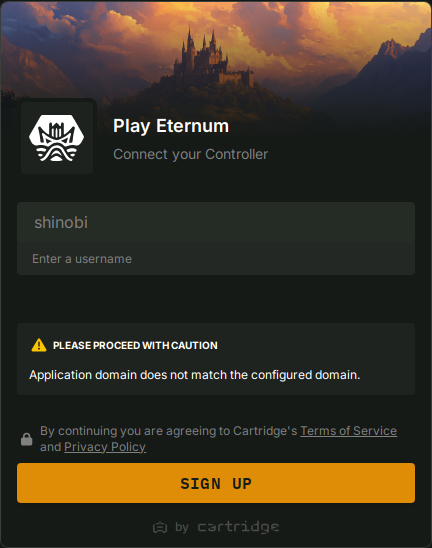 Play Eternum
Connect your Controller
shinobi
Enter a username
PLEASE PROCEED WITH CAUTION
Application domain does not match the configured domain.
By continuing you are agreeing to Cartridge's Terms of Service
and Privacy Policy
SIGN UP
by cartridge